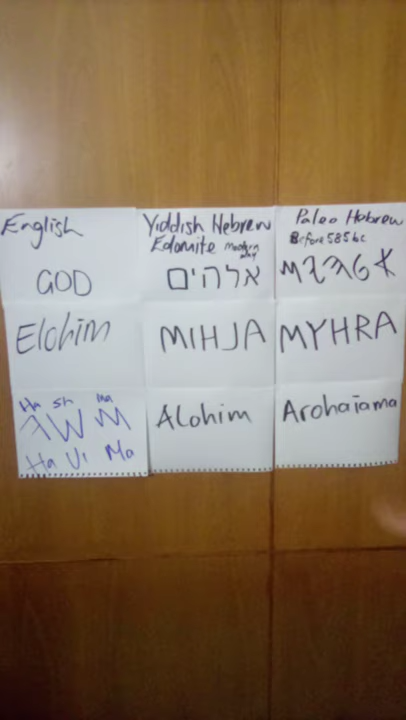 English
GOD
Yiddish Hebrew
Edomite Modern day
אלהים
Paleo Hebrew
Before 585 bc
𐤀𐤋𐤄𐤉𐤌
Elohim
MIHJA
MYHRA
Ha Sh Ma
Ha Vi Ma
Alohim
Arohaiama